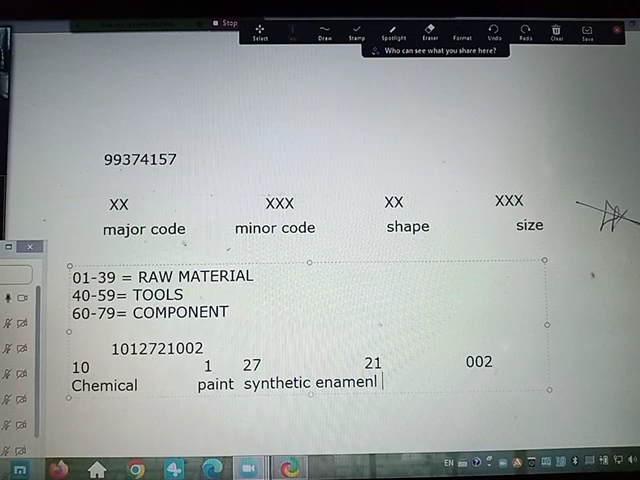 Stop
Select Draw Stamp Spotlight Eraser Format Undo Redo Clear Save
Who can see what you share here?
99374157
XX XXX XX XXX
major code minor code shape size
01-39 = RAW MATERIAL
40-59= TOOLS
60-79= COMPONENT
1012721002
10 1 27 21 002
Chemical paint synthetic enamenl
EN